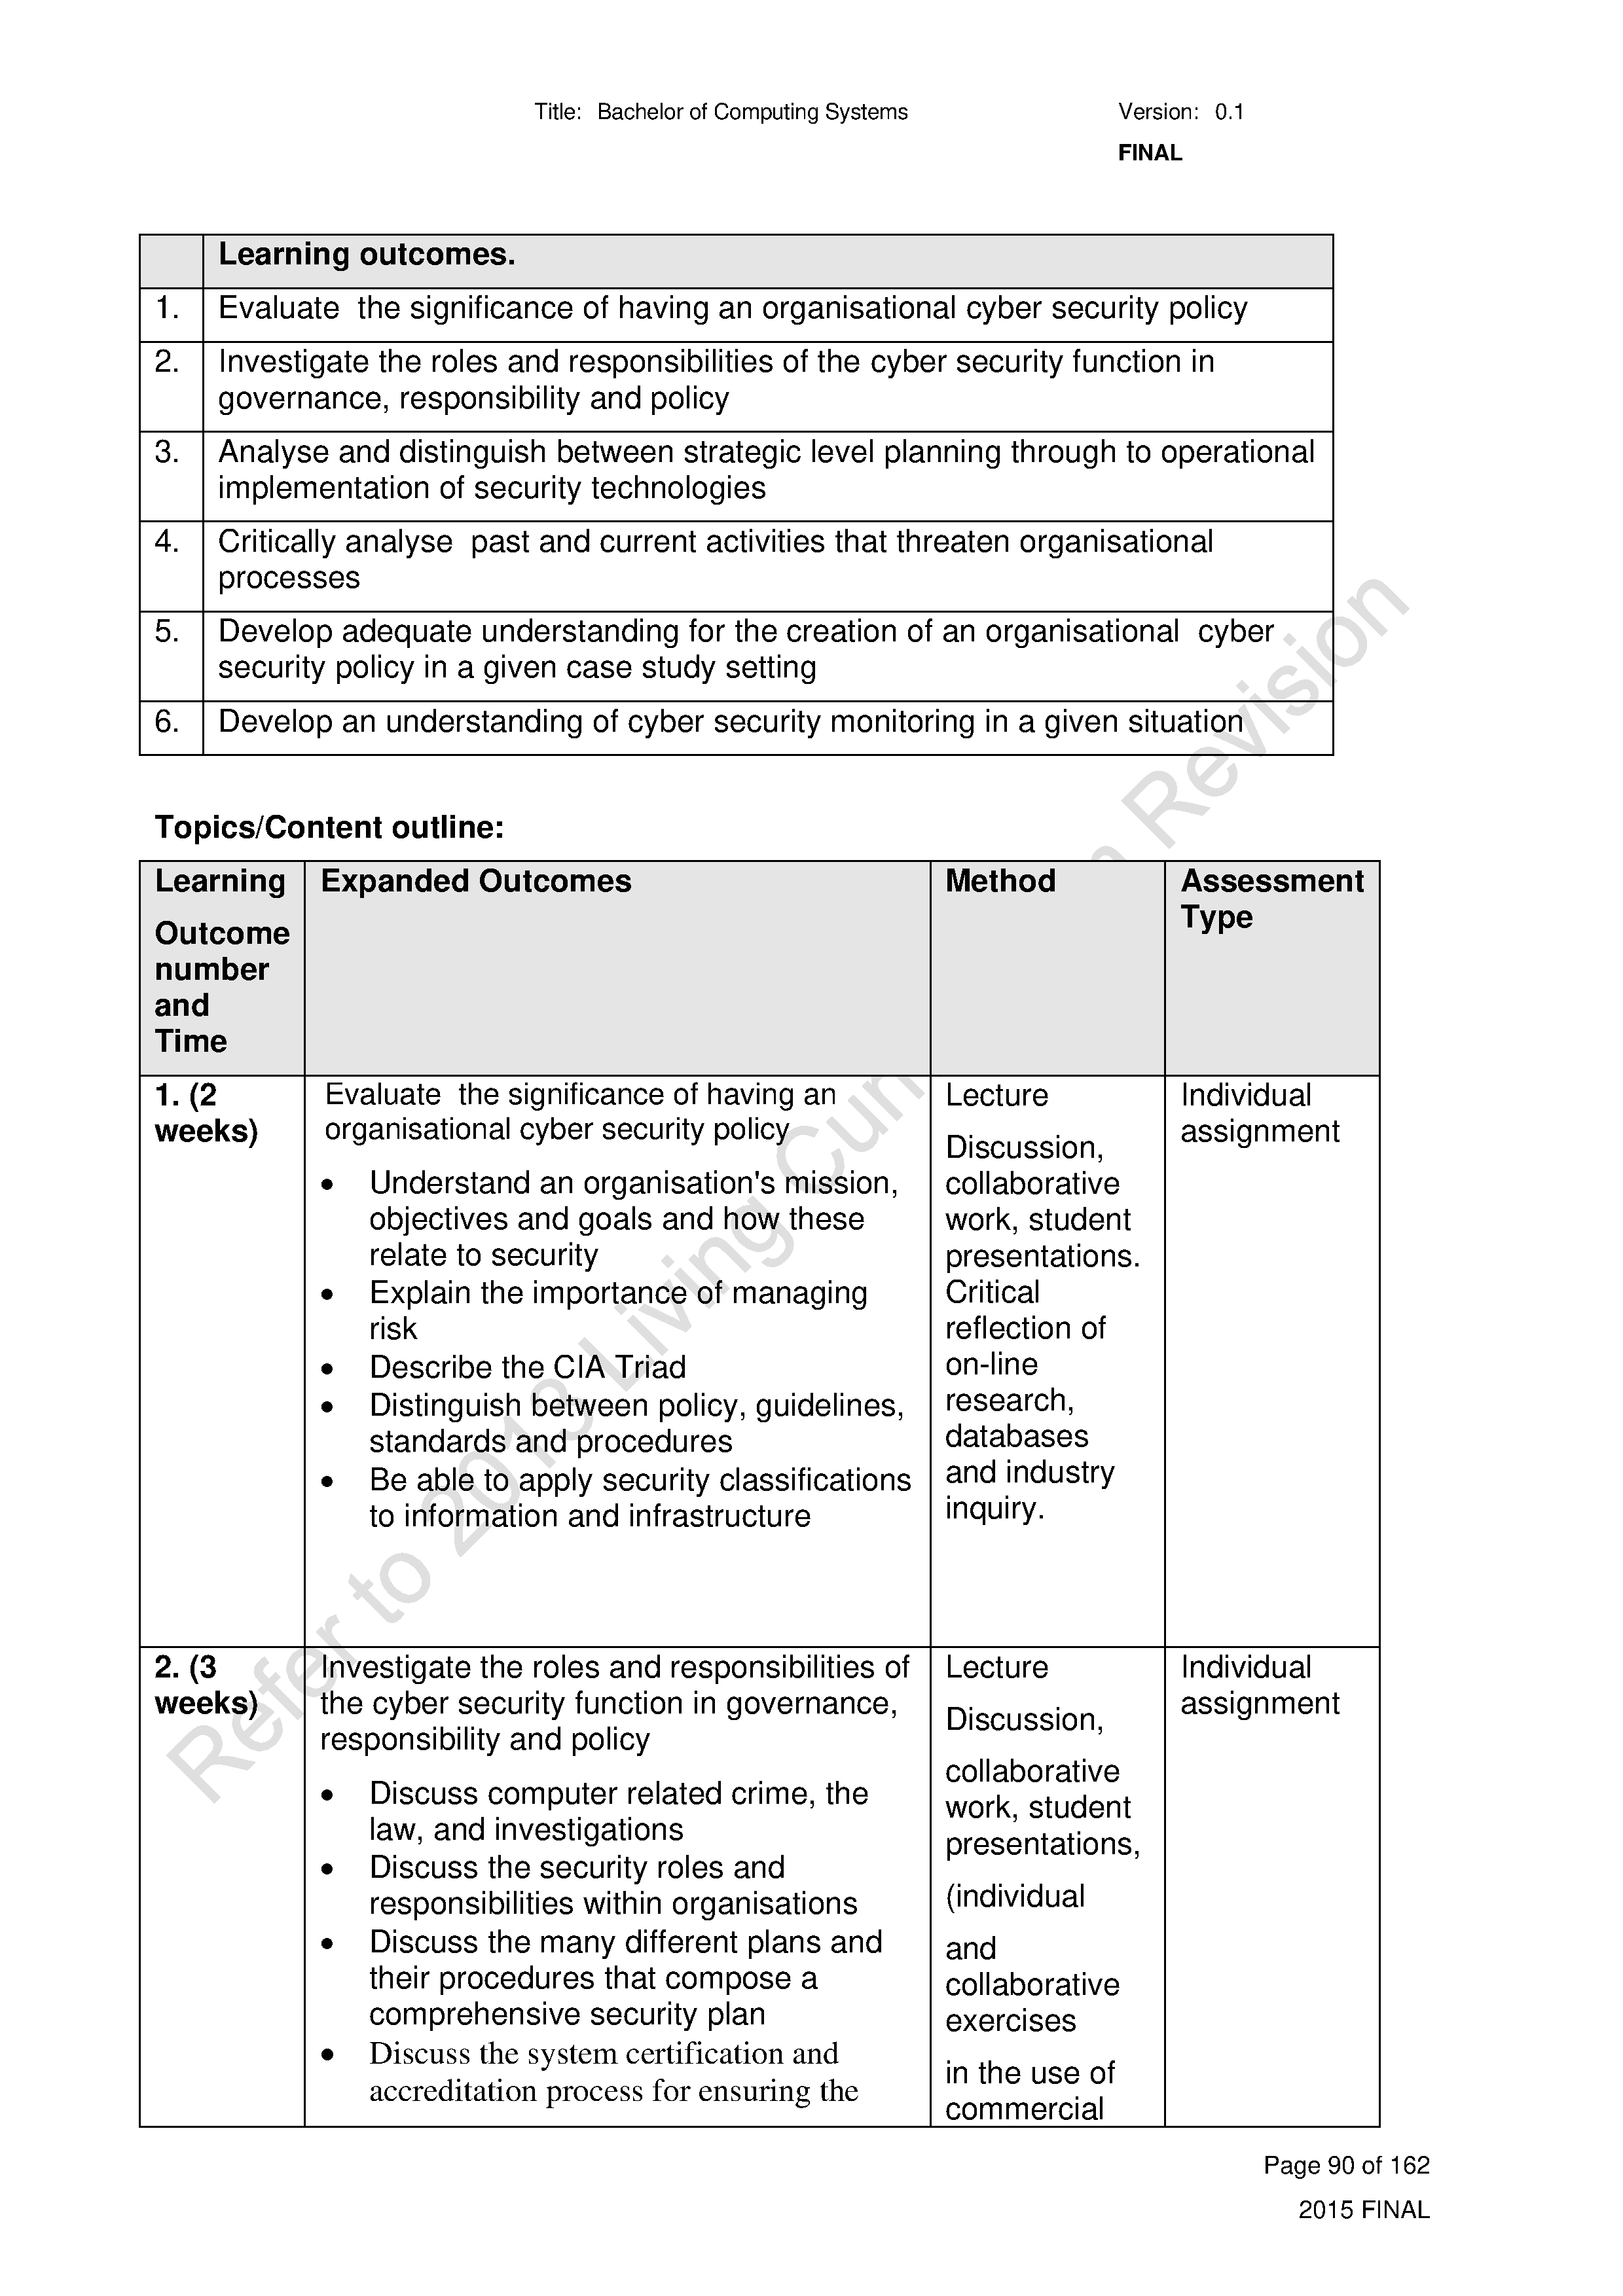 Title: Bachelor of Computing Systems Version: 0.1
FINAL
Learning outcomes.
1. Evaluate the significance of having an organisational cyber security policy
2. Investigate the roles and responsibilities of the cyber security function in
governance, responsibility and policy
3. Analyse and distinguish between strategic level planning through to operational
implementation of security technologies
4. Critically analyse past and current activities that threaten organisational
processes
5. Develop adequate understanding for the creation of an organisational cyber
security policy in a given case study setting
6. Develop an understanding of cyber security monitoring in a given situation
Topics/Content outline:
Learning
Outcome
number
and
Time
Expanded Outcomes
Method
Assessment
Type
1. (2
weeks)
Evaluate the significance of having an
organisational cyber security policy
• Understand an organisation's mission,
objectives and goals and how these
relate to security
• Explain the importance of managing
risk
• Describe the CIA Triad
• Distinguish between policy, guidelines,
standards and procedures
• Be able to apply security classifications
to information and infrastructure
Lecture
Discussion,
collaborative
work, student
presentations.
Critical
reflection of
on-line
research,
databases
and industry
inquiry.
Individual
assignment
2. (3
weeks)
Investigate the roles and responsibilities of
the cyber security function in governance,
responsibility and policy
• Discuss computer related crime, the
law, and investigations
• Discuss the security roles and
responsibilities within organisations
• Discuss the many different plans and
their procedures that compose a
comprehensive security plan
• Discuss the system certification and
accreditation process for ensuring the
Lecture
Discussion,
collaborative
work, student
presentations,
(individual
and
collaborative
exercises
in the use of
commercial
Individual
assignment
Refer to 2013 Living Curr n Revision
Page 90 of 162
2015 FINAL